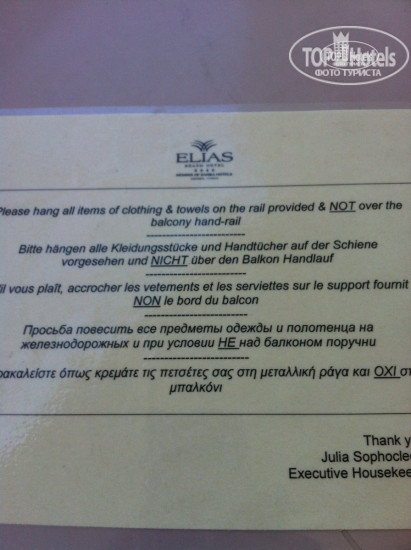 TOP Hotels
ФОТО ТУРИСТА
ELIAS
BEACH HOTEL
Please hang all items of clothing & towels on the rail provided & NOT over the
balcony hand-rail
Bitte hängen alle Kleidungsstücke und Handtücher auf der Schiene
vorgesehen und NICHT über den Balkon Handlauf
il vous plaît, accrocher les vetements et les serviettes sur le support fournit
NON le bord du balcon
Просьба повесить все предметы одежды и полотенца на
железнодорожных и при условии НЕ над балконом поручни
ρακαλείστε όπως κρεμάτε τις πετσέτες σας στη μεταλλική ράγα και ΟΧΙ στ
μπαλκόνι
Thank y
Julia Sophocle
Executive Housekee